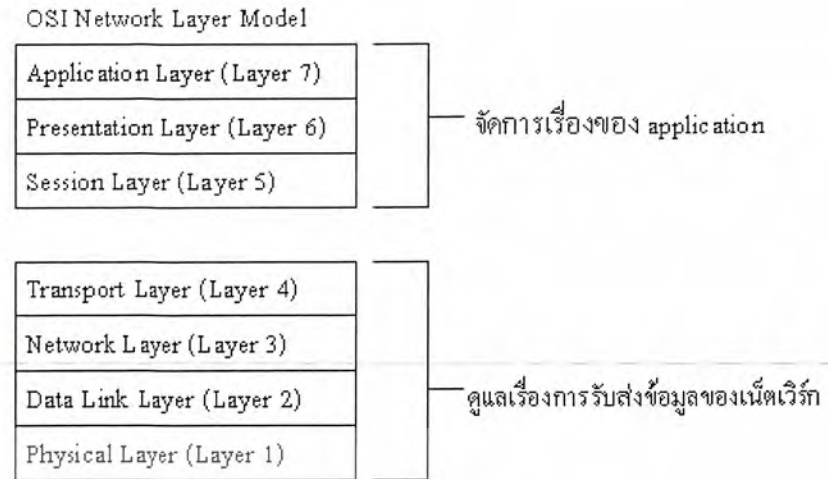 OSI Network Layer Model
Application Layer (Layer 7)
Presentation Layer (Layer 6)
Session Layer (Layer 5)
จัดการเรื่องของ application
Transport Layer (Layer 4)
Network Layer (Layer 3)
Data Link Layer (Layer 2)
Physical Layer (Layer 1)
ดูแลเรื่องการรับส่งข้อมูลของเน็ตเวิร์ก